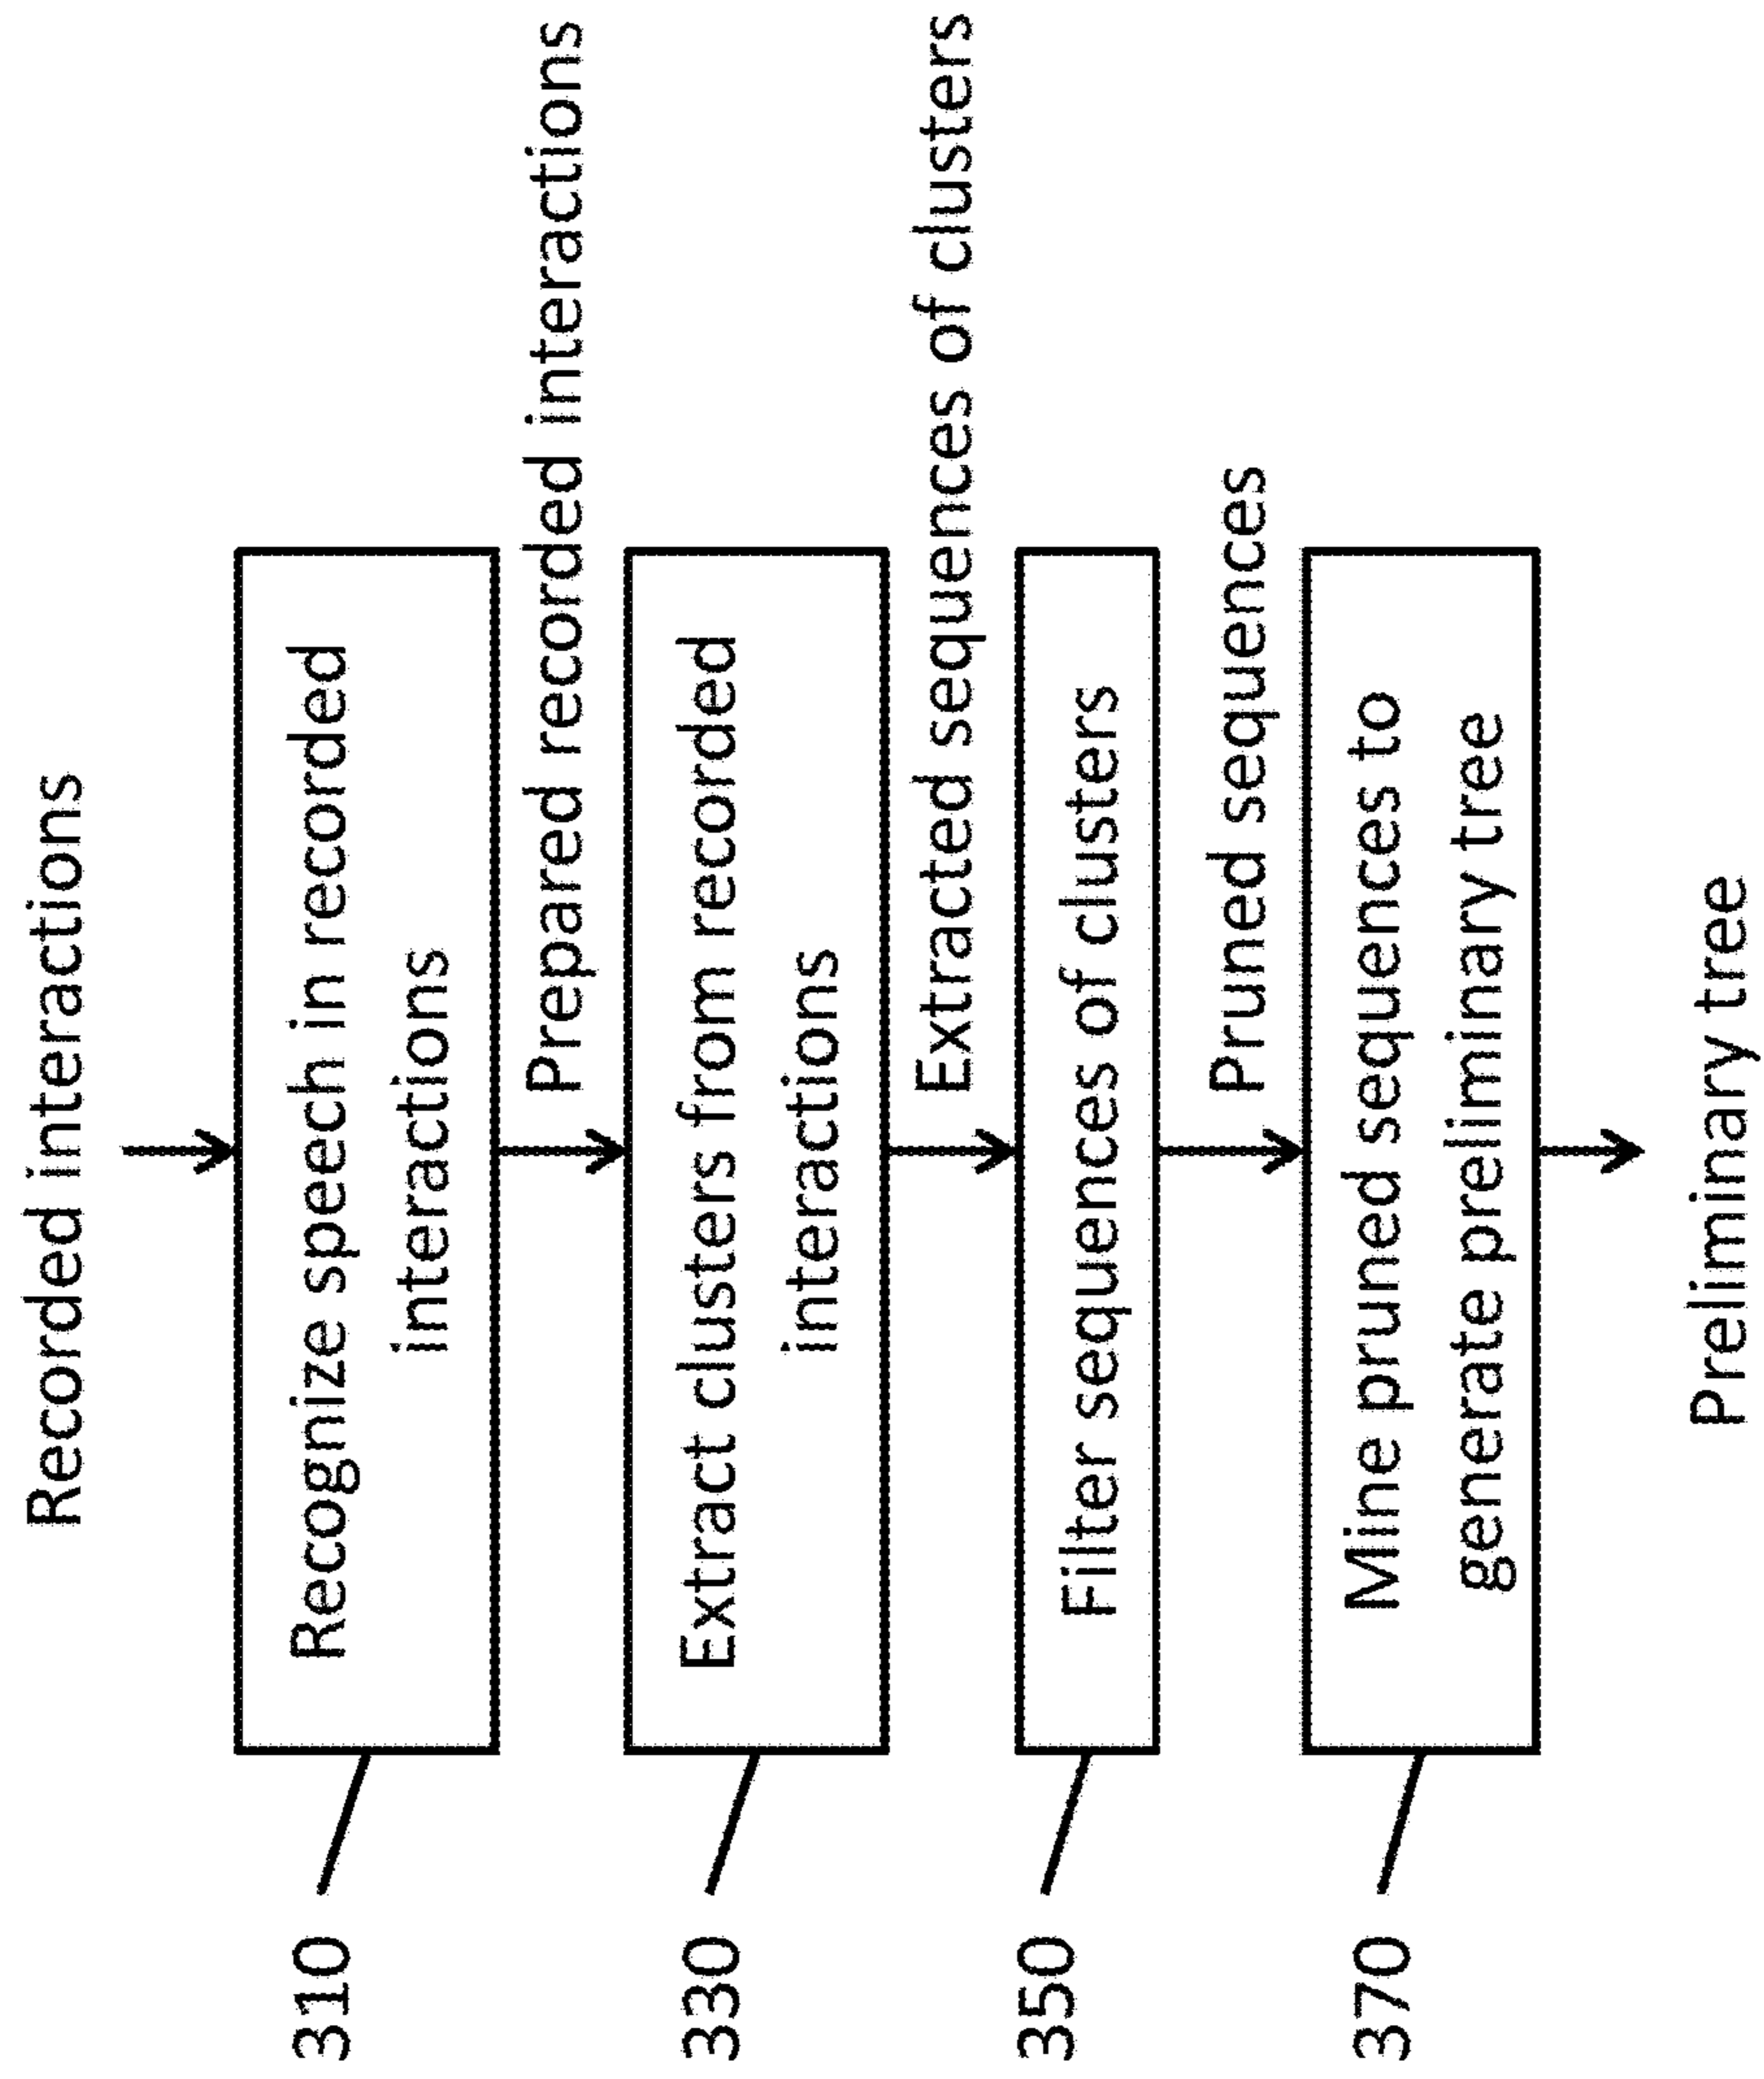 Recorded interactions
310
Recognize speech in recorded
interactions
Prepared recorded interactions
330
Extract clusters from recorded
interactions
Extracted sequences of clusters
350
Filter sequences of clusters
Pruned sequences
370
Mine pruned sequences to
generate preliminary tree
Preliminary tree